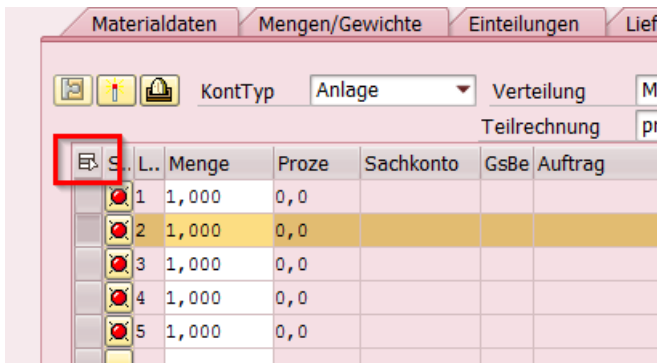 Materialdaten Mengen/Gewichte Einteilungen Lief
KontTyp Anlage Verteilung M
Teilrechnung pr
S.. L.. Menge Proze Sachkonto GsBe Auftrag
1 1,000 0,0
2 1,000 0,0
3 1,000 0,0
4 1,000 0,0
5 1,000 0,0